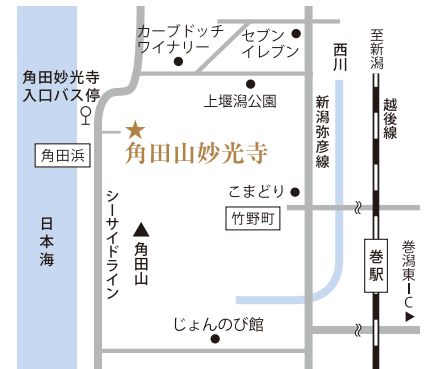 カーブドッチ
ワイナリー
セブン
イレブン
西川
至新潟
角田妙光寺
入口バス停
上堰潟公園
新潟弥彦線
越後線
角田山妙光寺
角田浜
こまどり
竹野町
シーサイドライン
角田山
日本海
巻駅
巻潟東IC
じょんのび館